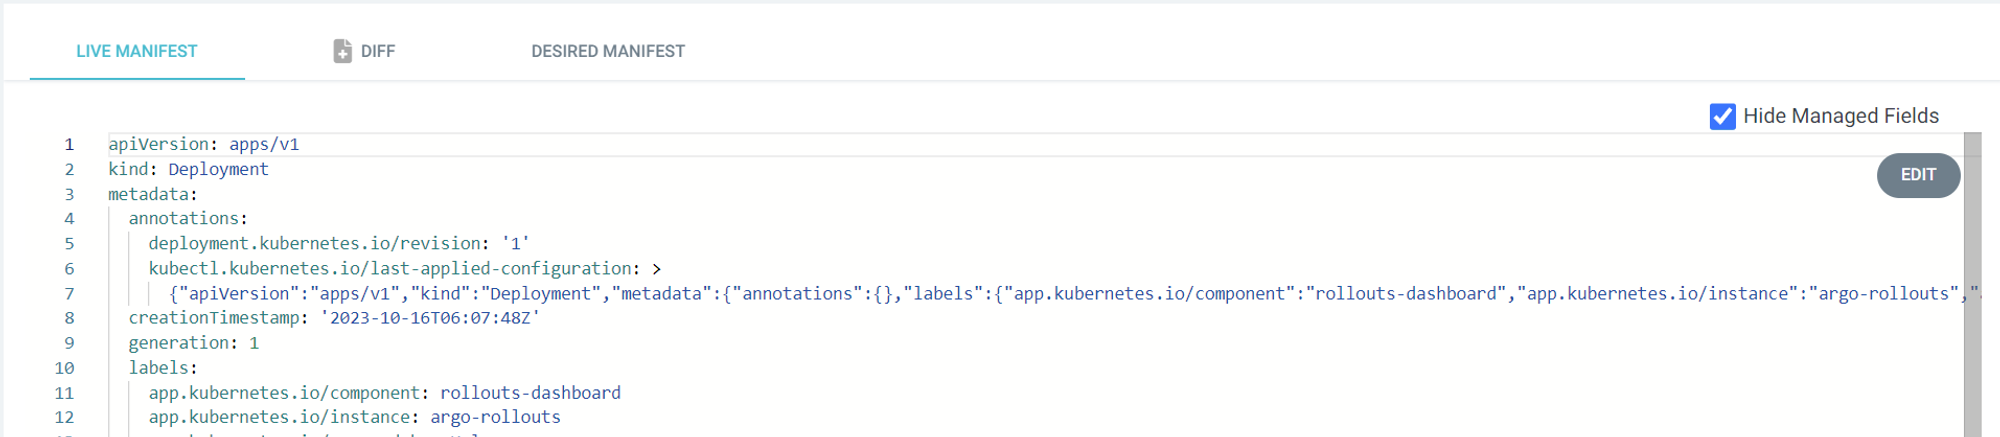 LIVE MANIFEST DIFF DESIRED MANIFEST
Hide Managed Fields
EDIT
1 apiVersion: apps/v1
2 kind: Deployment
3 metadata:
4 annotations:
5 deployment.kubernetes.io/revision: '1'
6 kubectl.kubernetes.io/last-applied-configuration: >
7 {"apiVersion":"apps/v1","kind":"Deployment","metadata":{"annotations":{},"labels":{"app.kubernetes.io/component":"rollouts-dashboard","app.kubernetes.io/instance":"argo-rollouts","
8 creationTimestamp: '2023-10-16T06:07:48Z'
9 generation: 1
10 labels:
11 app.kubernetes.io/component: rollouts-dashboard
12 app.kubernetes.io/instance: argo-rollouts